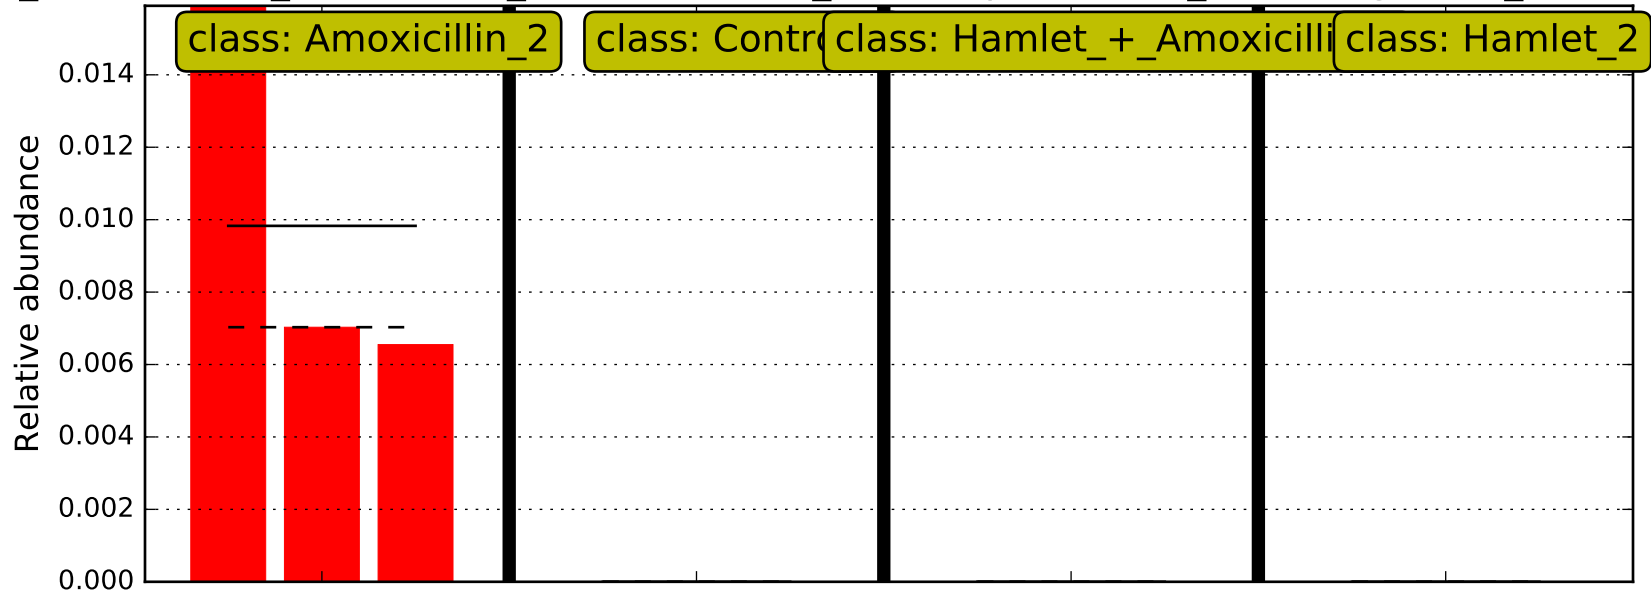 class: Amoxicillin_2
class: Contro
class: Hamlet_+_Amoxicilli
class: Hamlet_2
Relative abundance
0.014
0.012
0.010
0.008
0.006
0.004
0.002
0.000